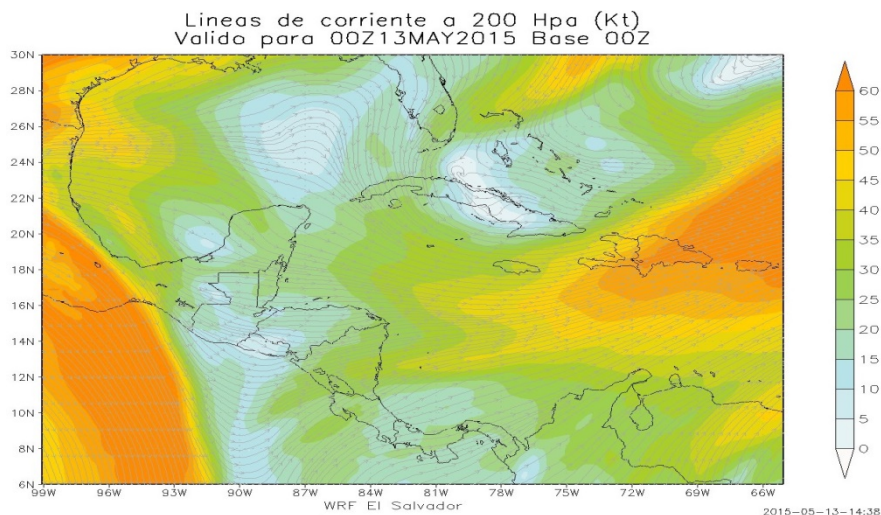 Lineas de corriente a 200 Hpa (Kt)
Valido para 00Z13MAY2015 Base 00Z
30N
28N
26N
24N
22N
20N
18N
16N
14N
12N
10N
8N
6N
99W 96W 93W 90W 87W 84W 81W 78W 75W 72W 69W 66W
60
55
50
45
40
35
30
25
20
15
10
5
0
WRF El Salvador
2015-05-13-14:38